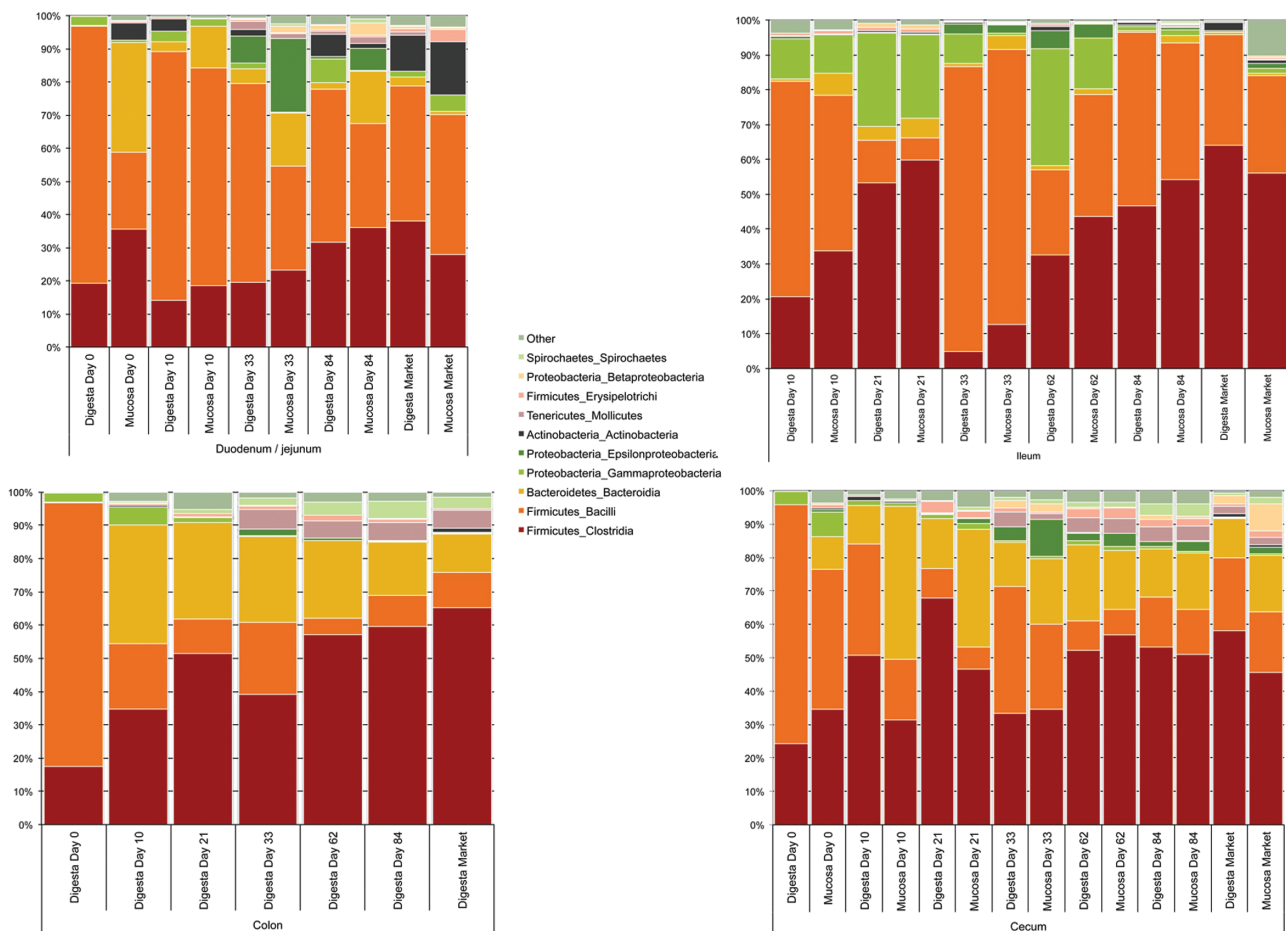 100%
90%
80%
70%
60%
50%
40%
30%
20%
10%
0%
Digesta Day 0
Mucosa Day 0
Digesta Day 10
Mucosa Day 10
Digesta Day 33
Mucosa Day 33
Digesta Day 84
Mucosa Day 84
Digesta Market
Mucosa Market
Duodenum / jejunum
100%
90%
80%
70%
60%
50%
40%
30%
20%
10%
0%
Digesta Day 10
Mucosa Day 10
Digesta Day 21
Mucosa Day 21
Digesta Day 33
Mucosa Day 33
Digesta Day 62
Mucosa Day 62
Digesta Day 84
Mucosa Day 84
Digesta Market
Mucosa Market
Ileum
Other
Spirochaetes_Spirochaetes
Proteobacteria_Betaproteobacteria
Firmicutes_Erysipelotrichi
Tenericutes_Mollicutes
Actinobacteria_Actinobacteria
Proteobacteria_Epsilonproteobacteria
Proteobacteria_Gammaproteobacteria
Bacteroidetes_Bacteroidia
Firmicutes_Bacilli
Firmicutes_Clostridia
100%
90%
80%
70%
60%
50%
40%
30%
20%
10%
0%
Digesta Day 0
Digesta Day 10
Digesta Day 21
Digesta Day 33
Digesta Day 62
Digesta Day 84
Digesta Market
Colon
100%
90%
80%
70%
60%
50%
40%
30%
20%
10%
0%
Digesta Day 0
Mucosa Day 0
Digesta Day 10
Mucosa Day 10
Digesta Day 21
Mucosa Day 21
Digesta Day 33
Mucosa Day 33
Digesta Day 62
Mucosa Day 62
Digesta Day 84
Mucosa Day 84
Digesta Market
Mucosa Market
Cecum